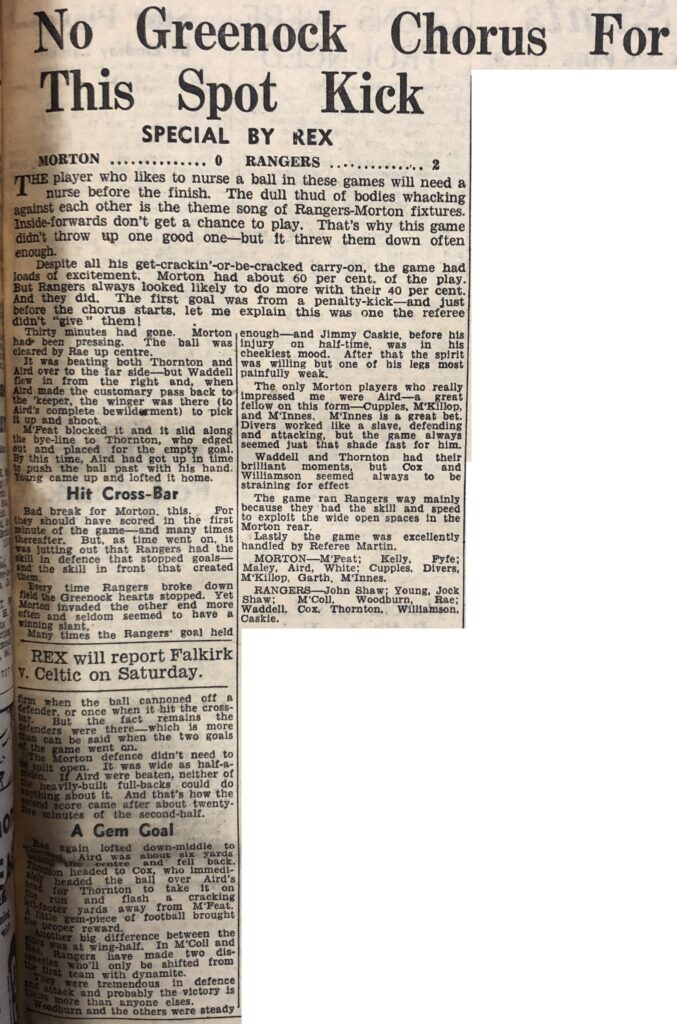 No Greenock Chorus For
This Spot Kick
SPECIAL BY REX
MORTON ............. 0 RANGERS ............. 2
THE player who likes to nurse a ball in these games will need a
nurse before the finish. The dull thud of bodies whacking
against each other is the theme song of Rangers-Morton fixtures.
Inside-forwards don't get a chance to play. That's why this game
didn't throw up one good one—but it threw them down often
enough.
Despite all his get-crackin'-or-be-cracked carry-on, the game had
loads of excitement. Morton had about 60 per cent. of the play.
But Rangers always looked likely to do more with their 40 per cent.
And they did. The first goal was from a penalty-kick—and just
before the chorus starts, let me explain this was one the referee
didn't "give" them!
Thirty minutes had gone. Morton
had been pressing. The ball was
cleared by Rae up centre.
It was beating both Thornton and
Aird over to the far side—but Waddell
flew in from the right and, when
Aird made the customary pass back to
the 'keeper, the winger was there (to
Aird's complete bewilderment) to pick
it up and shoot.
M'Feat blocked it and it slid along
the bye-line to Thornton, who edged
out and placed for the empty goal.
By this time, Aird had got up in time
to push the ball past with his hand.
Young came up and lofted it home.
Hit Cross-Bar
Bad break for Morton, this. For
they should have scored in the first
minute of the game—and many times
thereafter. But, as time went on, it
was jutting out that Rangers had the
skill in defence that stopped goals—
and the skill in front that created
them.
Every time Rangers broke down
field the Greenock hearts stopped. Yet
Morton invaded the other end more
often and seldom seemed to have a
winning slant.
Many times the Rangers' goal held
REX will report Falkirk
v. Celtic on Saturday.
firm when the ball cannoned off a
defender, or once when it hit the cross-
bar. But the fact remains the
defenders were there—which is more
than can be said when the two goals
of the game went on.
The Morton defence didn't need to
be split open. It was wide as half-a-
melon. If Aird were beaten, neither of
the heavily-built full-backs could do
anything about it. And that's how the
second score came after about twenty-
five minutes of the second-half.
A Gem Goal
Rae again lofted down-middle to
Aird was about six yards
the centre and fell back.
Thornton headed to Cox, who immedi-
ately headed the ball over Aird's
head for Thornton to take it on
the run and flash a cracking
left-footer yards away from M'Feat.
A little gem-piece of football brought
the proper reward.
Another big difference between the
sides was at wing-half. In M'Coll and
Rae, Rangers have made two dis-
coveries who'll only be shifted from
the first team with dynamite.
They were tremendous in defence
and attack and probably the victory is
theirs more than anyone elses.
Woodburn and the others were steady
enough—and Jimmy Caskie, before his
injury on half-time, was in his
cheekiest mood. After that the spirit
was willing but one of his legs most
painfully weak.
The only Morton players who really
impressed me were Aird—a great
fellow on this form—Cupples, M'Killop,
and M'Innes. M'Innes is a great bet.
Divers worked like a slave, defending
and attacking, but the game always
seemed just that shade fast for him.
Waddell and Thornton had their
brilliant moments, but Cox and
Williamson seemed always to be
straining for effect
The game ran Rangers way mainly
because they had the skill and speed
to exploit the wide open spaces in the
Morton rear.
Lastly the game was excellently
handled by Referee Martin.
MORTON—M'Feat; Kelly, Fyfe;
Maley, Aird, White; Cupples, Divers,
M'Killop, Garth, M'Innes.
RANGERS—John Shaw; Young, Jock
Shaw; M'Coll, Woodburn, Rae;
Waddell, Cox, Thornton, Williamson,
Caskie.